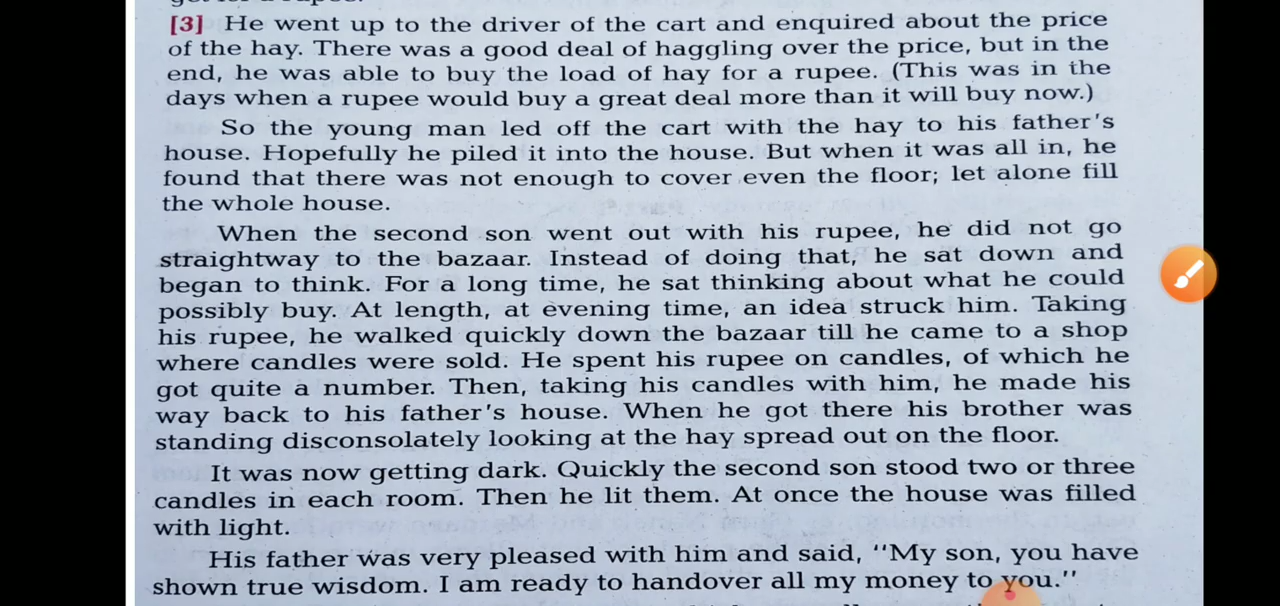 [3] He went up to the driver of the cart and enquired about the price
of the hay. There was a good deal of haggling over the price, but in the
end, he was able to buy the load of hay for a rupee. (This was in the
days when a rupee would buy a great deal more than it will buy now.)
So the young man led off the cart with the hay to his father's
house. Hopefully he piled it into the house. But when it was all in, he
found that there was not enough to cover even the floor; let alone fill
the whole house.
When the second son went out with his rupee, he did not go
straightway to the bazaar. Instead of doing that, he sat down and
began to think. For a long time, he sat thinking about what he could
possibly buy. At length, at evening time, an idea struck him. Taking
his rupee, he walked quickly down the bazaar till he came to a shop
where candles were sold. He spent his rupee on candles, of which he
got quite a number. Then, taking his candles with him, he made his
way back to his father's house. When he got there his brother was
standing disconsolately looking at the hay spread out on the floor.
It was now getting dark. Quickly the second son stood two or three
candles in each room. Then he lit them. At once the house was filled
with light.
His father was very pleased with him and said, "My son, you have
shown true wisdom. I am ready to handover all my money to you."